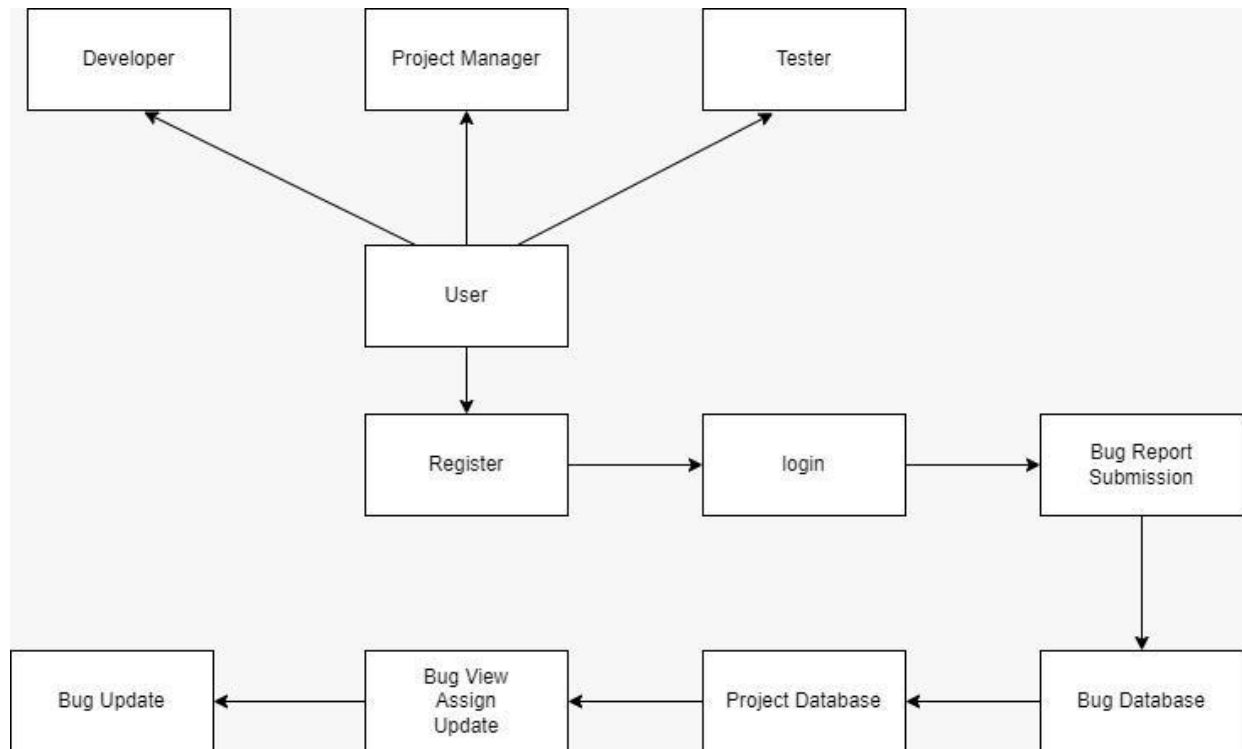 Developer
Project Manager
Tester
User
Register
login
Bug Report
Submission
Bug Update
Bug View
Assign
Update
Project Database
Bug Database